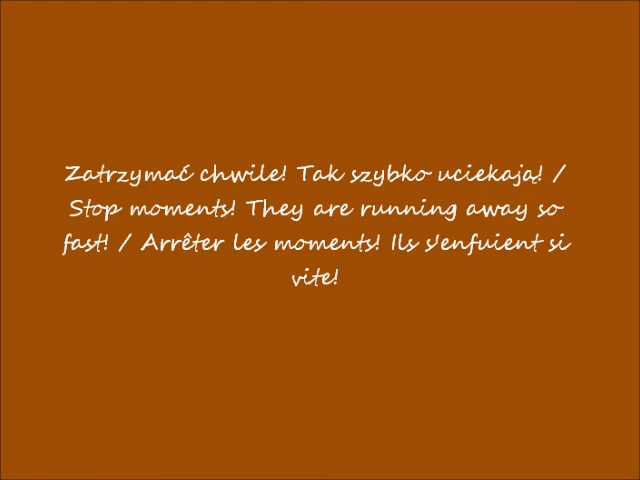 Zatrzymać chwile! Tak szybko uciekają! /
Stop moments! They are running away so
fast! / Arrêter les moments! Ils s'enfuient si
vite!